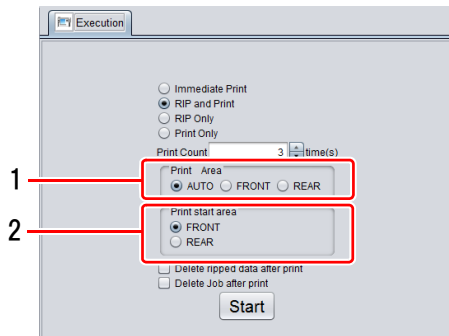 Execution
Immediate Print
RIP and Print
RIP Only
Print Only
Print Count 3 time(s)
1 Print Area
AUTO FRONT REAR
2 Print start area
FRONT
REAR
Delete ripped data after print
Delete Job after print
Start